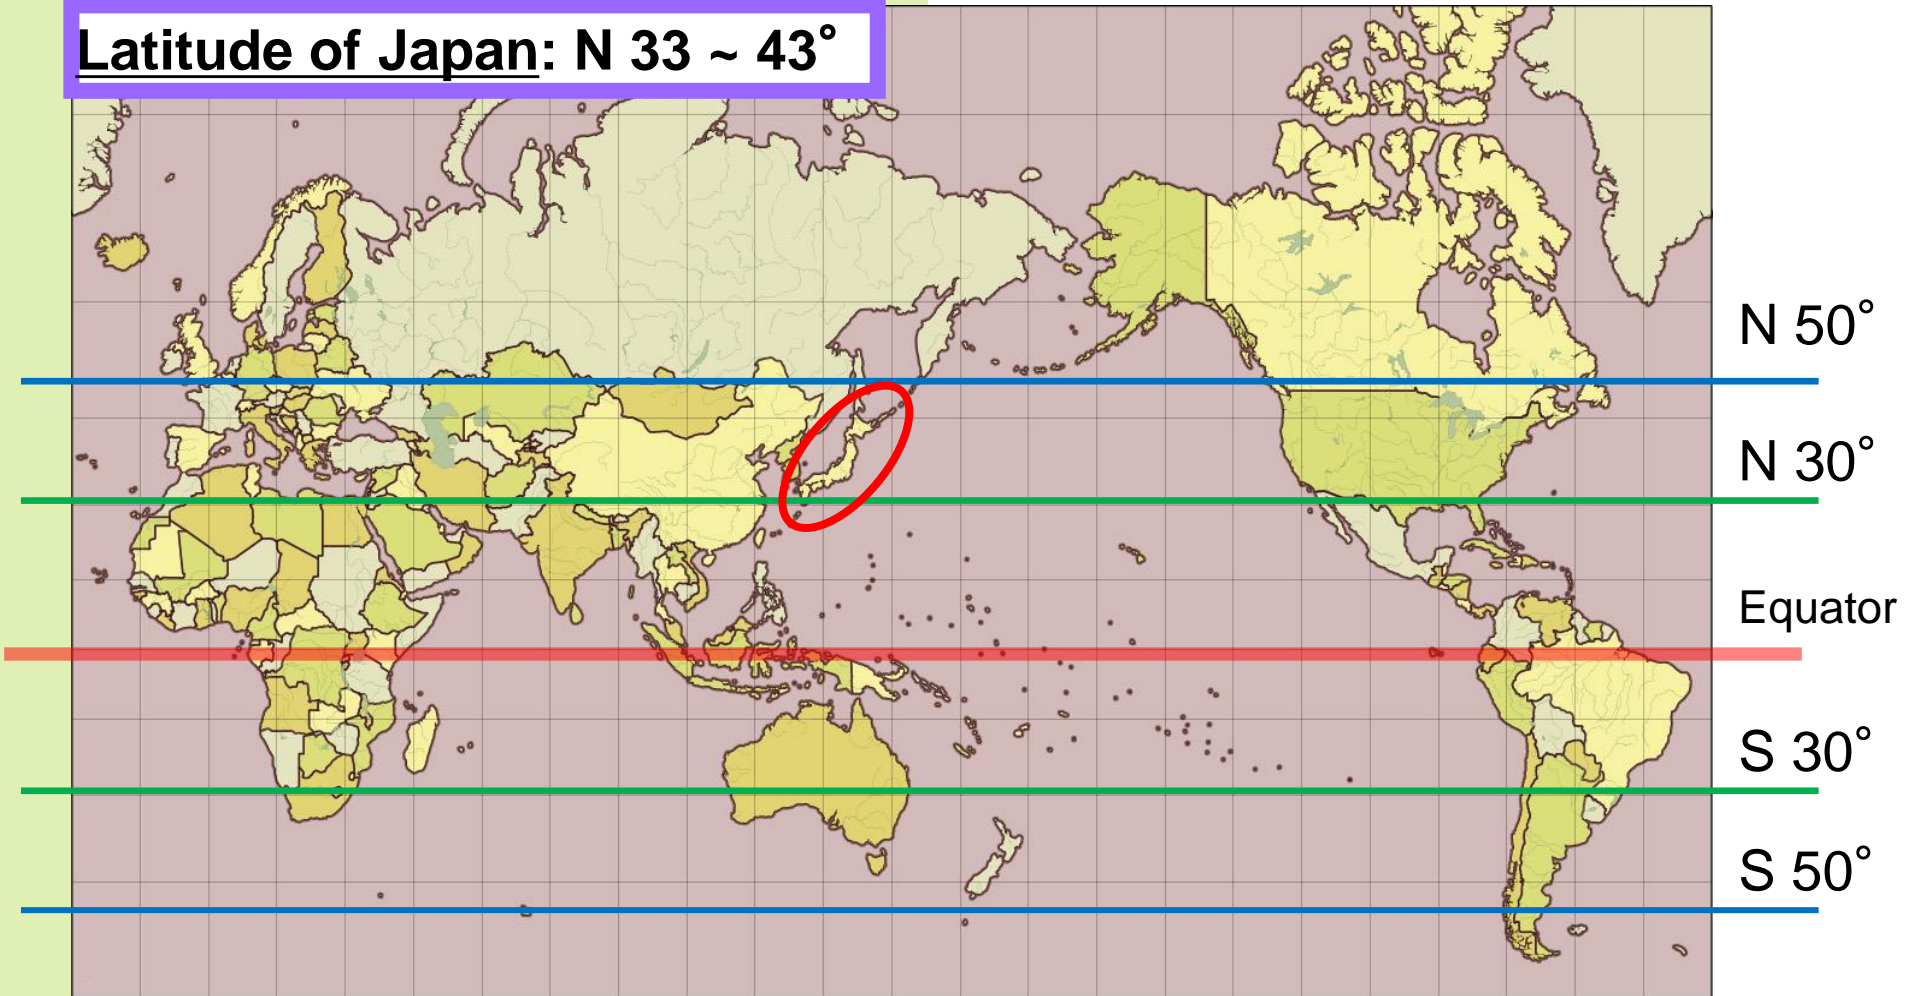 Latitude of Japan: N 33 ~ 43°
N 50°
N 30°
Equator
S 30°
S 50°